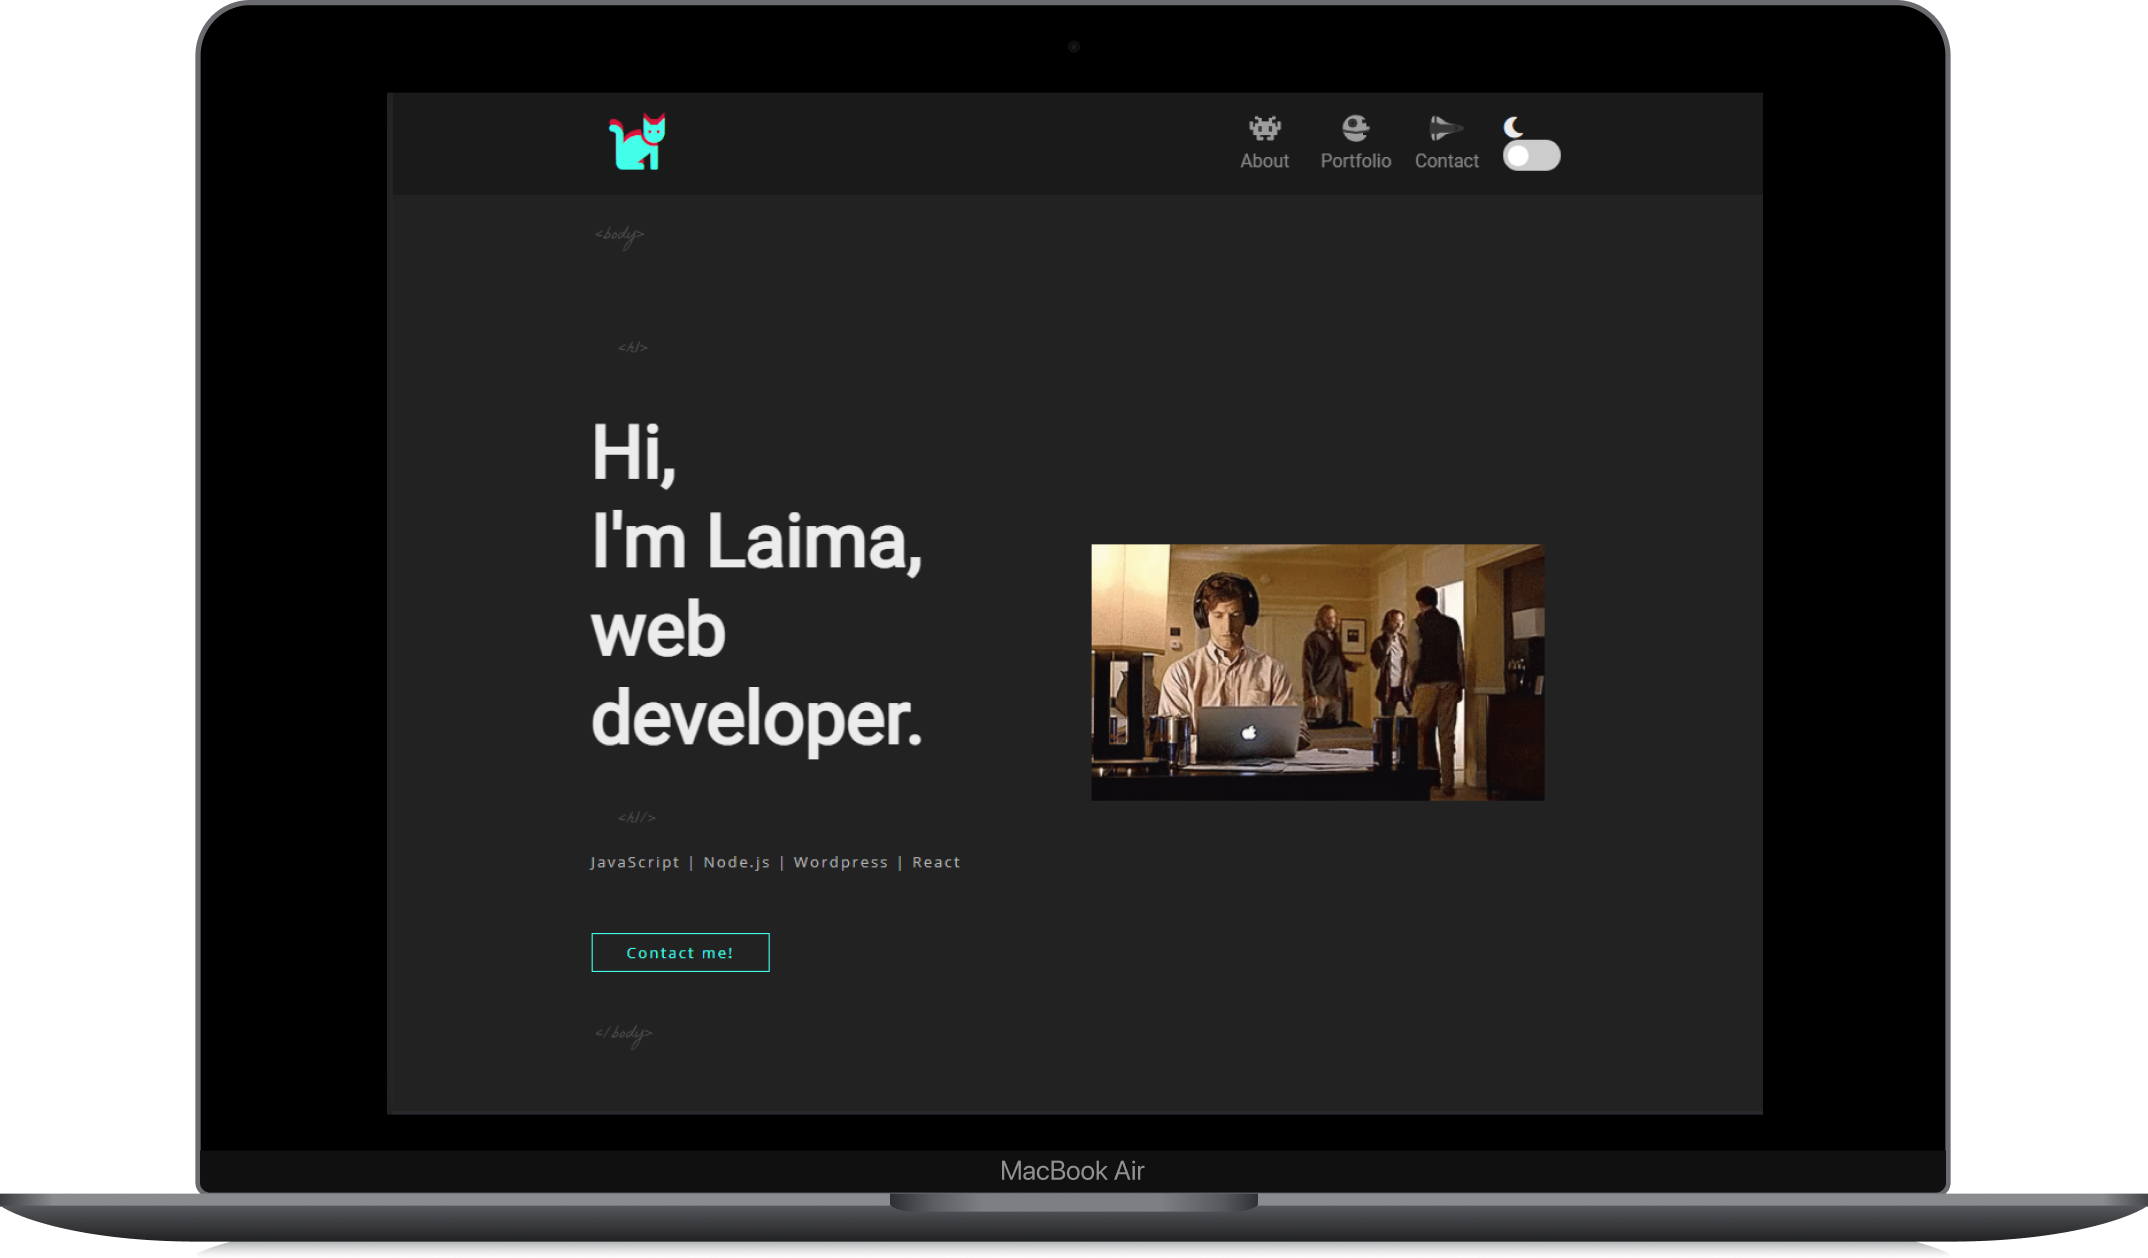 About
Portfolio
Contact
<body>
<h1>
Hi,
I'm Laima,
web
developer.
<h1/>
JavaScript | Node.js | Wordpress | React
Contact me!
</body>
MacBook Air